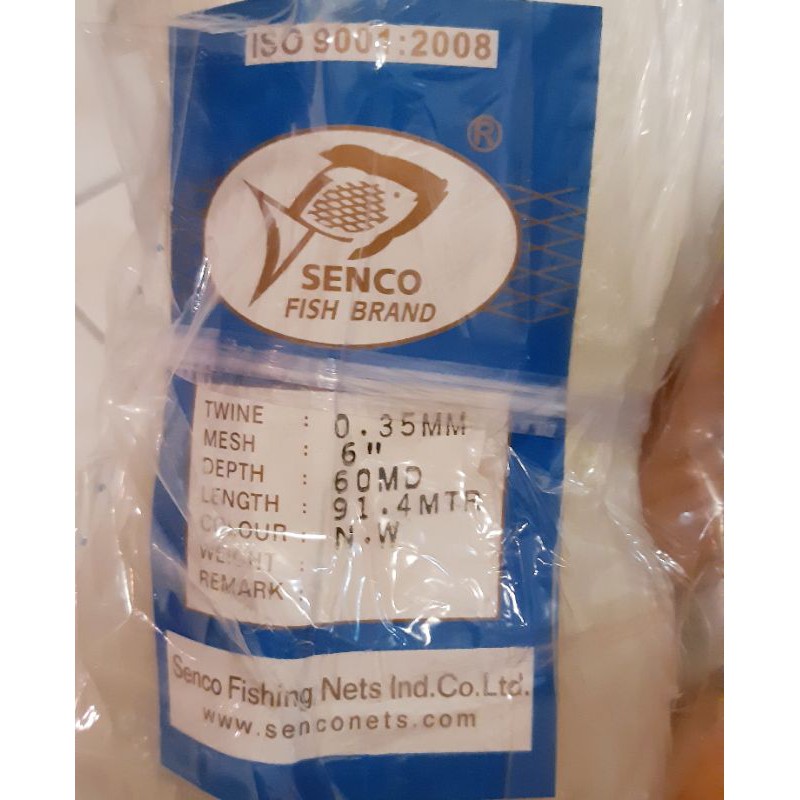 ISO 9001:2008
®
SENCO
FISH BRAND
TWINE : 0.35MM
MESH : 6"
DEPTH : 60MD
LENGTH : 91.4MTR
COLOUR : N.W
WEIGHT :
REMARK :
Senco Fishing Nets Ind.Co.Ltd.
www.senconets.com